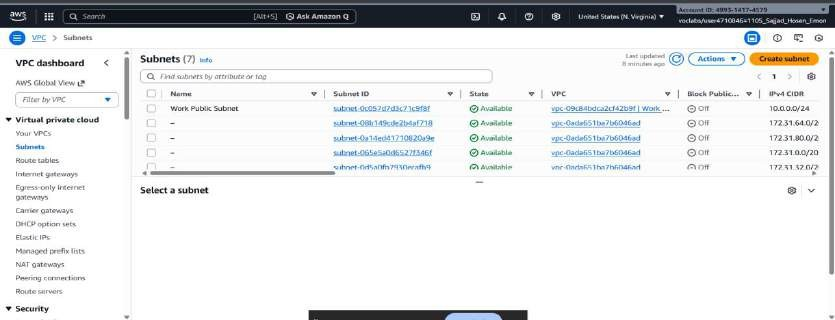 aws Search [Alt+S] Ask Amazon Q United States (N. Virginia) Account ID: 4993-1417-4579
voclabs/user4710846=1105_Sajjad_Hosen_Emon
VPC > Subnets
VPC dashboard
AWS Global View
Filter by VPC
Virtual private cloud
Your VPCs
Subnets
Route tables
Internet gateways
Egress-only internet
gateways
Carrier gateways
DHCP option sets
Elastic IPs
Managed prefix lists
NAT gateways
Peering connections
Route servers
Security
Subnets (7) Info
Last updated
8 minutes ago
Actions Create subnet
Find subnets by attribute or tag
1
Name Subnet ID State VPC Block Public... IPv4 CIDR
Work Public Subnet subnet-0c057d7d3c71c9f8f Available vpc-09c84bdca2cf42b9f | Work ... Off 10.0.0.0/24
– subnet-08b149cde2b4af718 Available vpc-0ada651ba7b6046ad Off 172.31.64.0/2
– subnet-0a14ed41710820a9e Available vpc-0ada651ba7b6046ad Off 172.31.80.0/2
– subnet-065e5a0d6527f346f Available vpc-0ada651ba7b6046ad Off 172.31.0.0/20
– subnet-0d5a0fb7930ecafb9 Available vpc-0ada651ba7b6046ad Off 172.31.32.0/2
Select a subnet